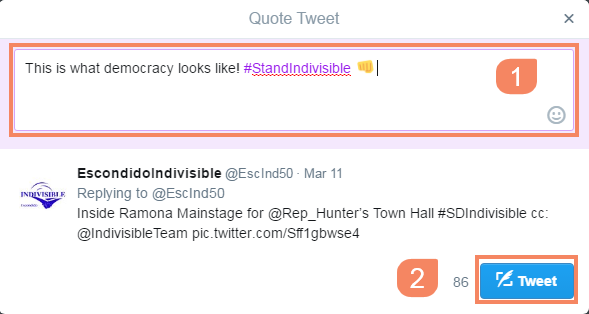 Quote Tweet ×
This is what democracy looks like! #StandIndivisible 👊
1
EscondidoIndivisible @EscInd50 · Mar 11
INDIVISIBLE
Replying to @EscInd50
Inside Ramona Mainstage for @Rep_Hunter's Town Hall #SDIndivisible cc:
@IndivisibleTeam pic.twitter.com/Sff1gbwse4
2
86 Tweet